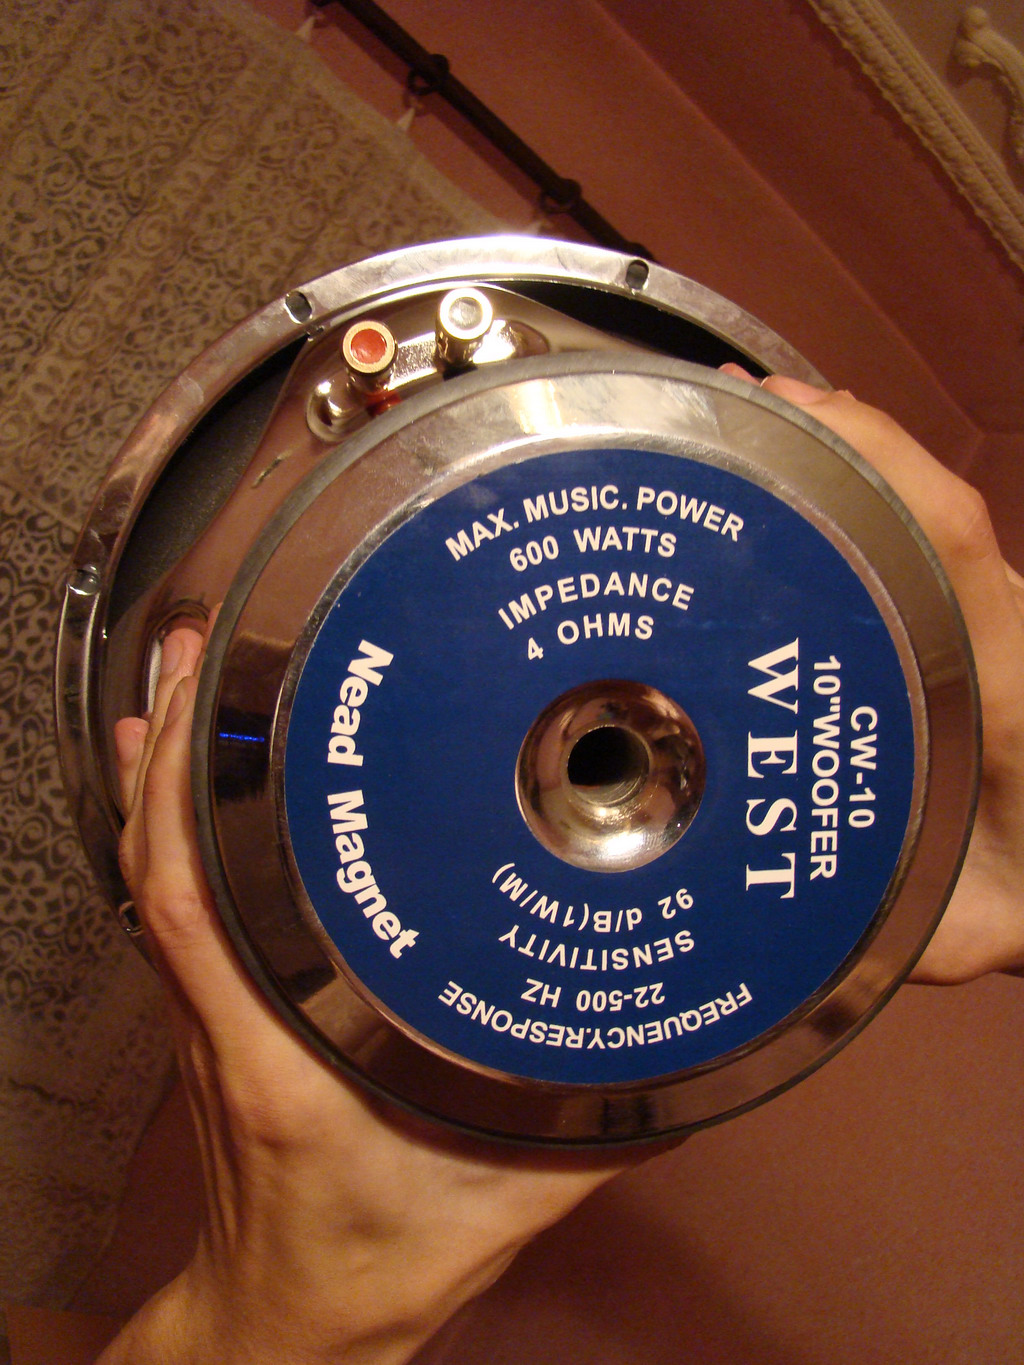 MAX. MUSIC. POWER
600 WATTS
IMPEDANCE
4 OHMS
CW-10
10"WOOFER
WEST
Nead Magnet
92 d/B(1W/M)
SENSITIVITY
22-500 HZ
FREQUENCY.RESPONSE